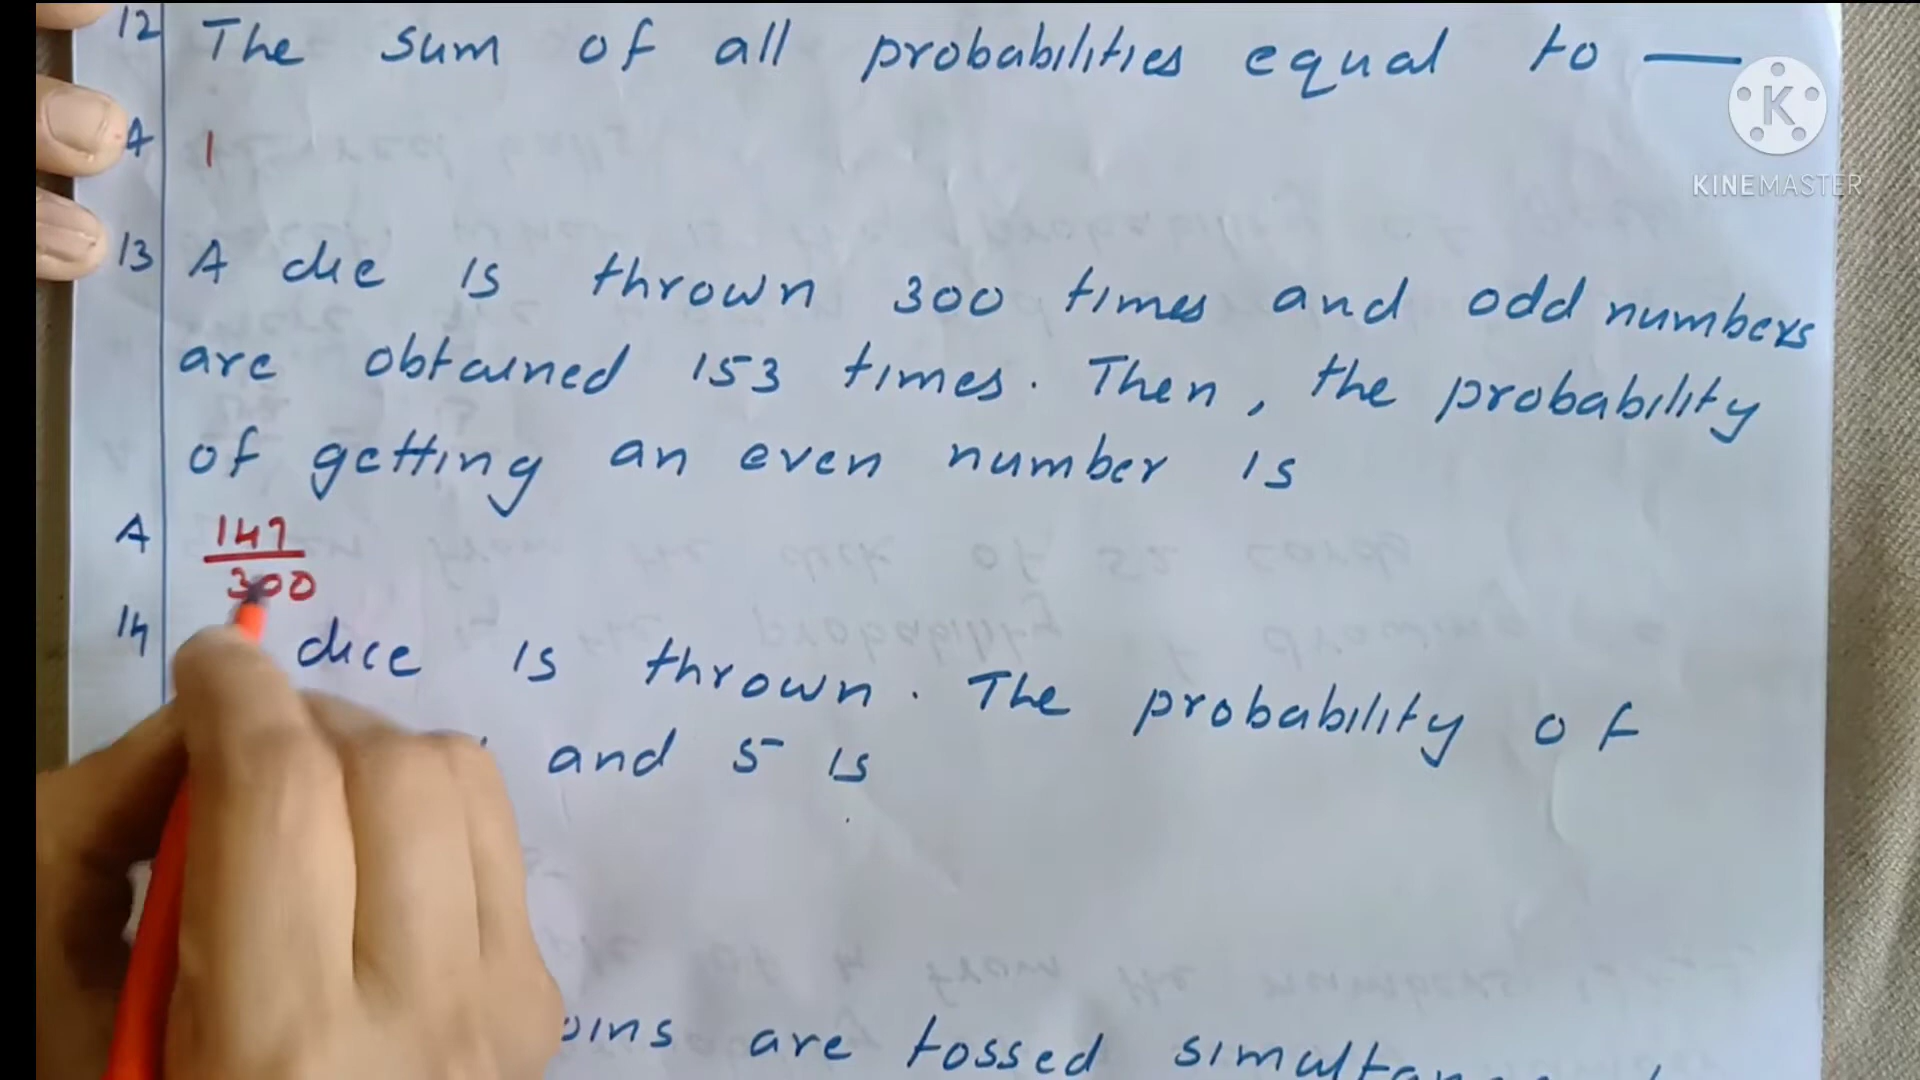 12 The sum of all probabilities equal to —
A 1
13 A die is thrown 300 times and odd numbers
are obtained 153 times. Then, the probability
of getting an even number is
A 147/300
14 dice is thrown. The probability of
and 5 is
are tossed
KINEMASTER